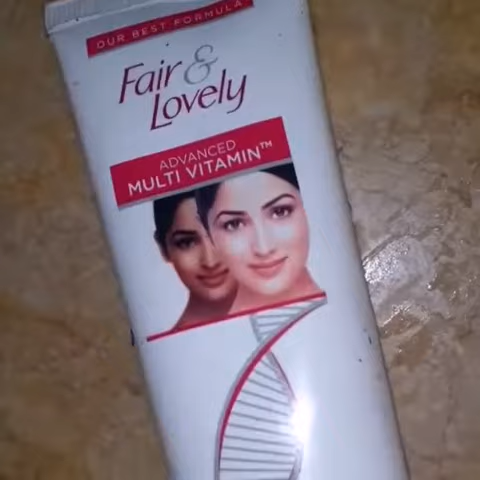 OUR BEST FORMULA
Fair &
Lovely
ADVANCED
MULTI VITAMIN™